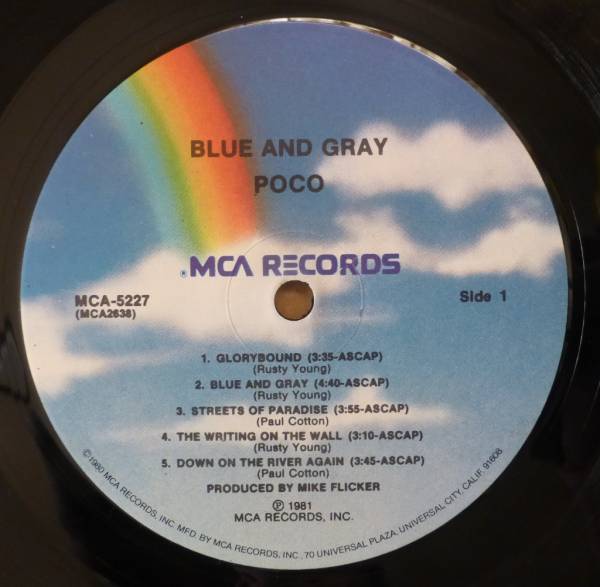 BLUE AND GRAY
POCO
®MCA RECORDS
MCA-5227
(MCA2638)
Side 1
1. GLORYBOUND (3:35-ASCAP)
(Rusty Young)
2. BLUE AND GRAY (4:40-ASCAP)
(Rusty Young)
3. STREETS OF PARADISE (3:55-ASCAP)
(Paul Cotton)
4. THE WRITING ON THE WALL (3:10-ASCAP)
(Rusty Young)
5. DOWN ON THE RIVER AGAIN (3:45-ASCAP)
(Paul Cotton)
PRODUCED BY MIKE FLICKER
℗ 1981
MCA RECORDS, INC.
©1980 MCA RECORDS, INC. MFD. BY MCA RECORDS, INC., 70 UNIVERSAL PLAZA, UNIVERSAL CITY, CALIF. 91608